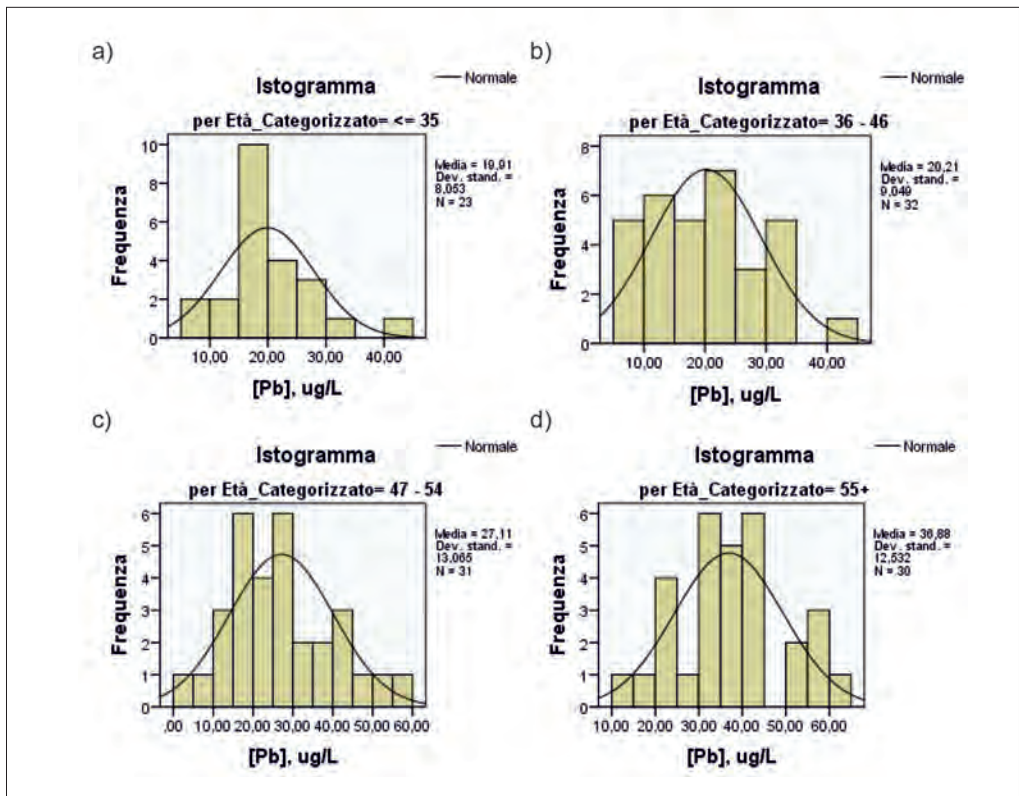 a)
Normale
Istogramma
per Età_Categorizzato= <= 35
10
8
6
4
2
0
Frequenza
Media = 19,91
Dev. stand. =
8,053
N = 23
10,00 20,00 30,00 40,00
[Pb], ug/L
b)
Normale
Istogramma
per Età_Categorizzato= 36 - 46
8
6
4
2
0
Frequenza
Media = 20,21
Dev. stand. =
9,049
N = 32
10,00 20,00 30,00 40,00
[Pb], ug/L
c)
Normale
Istogramma
per Età_Categorizzato= 47 - 54
6
5
4
3
2
1
0
Frequenza
Media = 27,11
Dev. stand. =
13,065
N = 31
,00 10,00 20,00 30,00 40,00 50,00 60,00
[Pb], ug/L
d)
Normale
Istogramma
per Età_Categorizzato= 55+
6
5
4
3
2
1
0
Frequenza
Media = 36,88
Dev. stand. =
12,532
N = 30
10,00 20,00 30,00 40,00 50,00 60,00
[Pb], ug/L